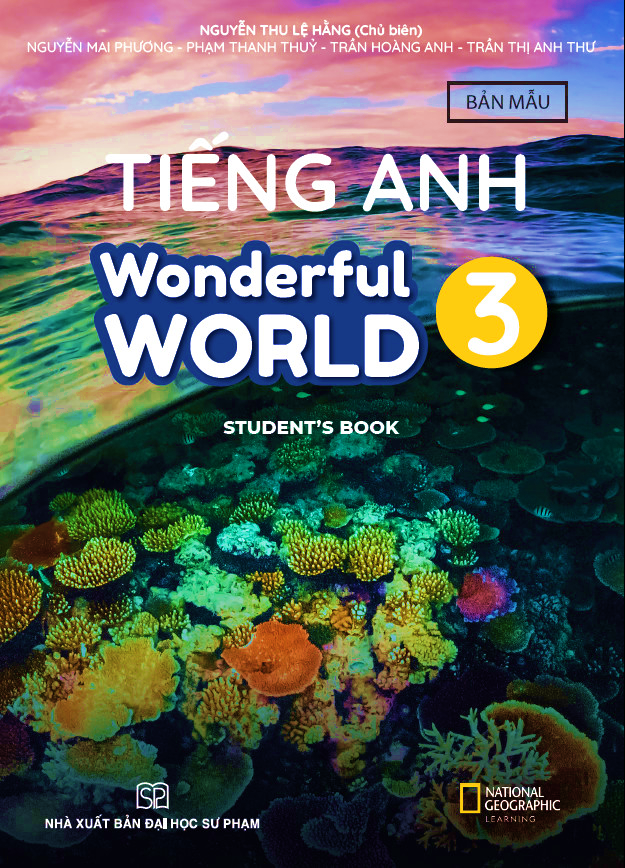 NGUYỄN THU LỆ HẰNG (Chủ biên)
NGUYỄN MAI PHƯƠNG - PHẠM THANH THUỶ - TRẦN HOÀNG ANH - TRẦN THỊ ANH THƯ
BẢN MẪU
TIẾNG ANH
Wonderful
WORLD 3
STUDENT'S BOOK
SP
NHÀ XUẤT BẢN ĐẠI HỌC SƯ PHẠM
NATIONAL
GEOGRAPHIC
LEARNING